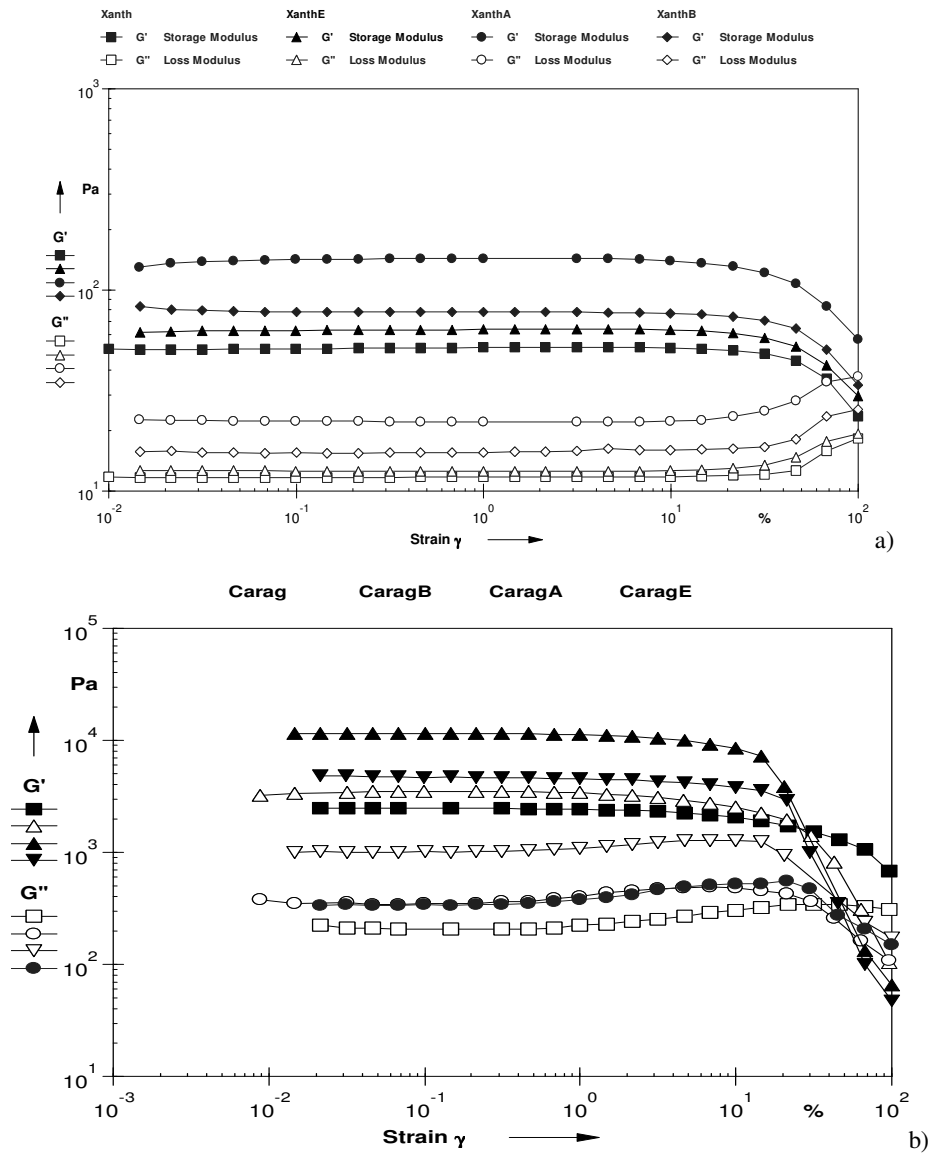 Xanth XanthE XanthA XanthB
G' Storage Modulus G' Storage Modulus G' Storage Modulus G' Storage Modulus
G" Loss Modulus G" Loss Modulus G" Loss Modulus G" Loss Modulus
10³
Pa
G'
10²
G"
10¹
10⁻² 10⁻¹ 10⁰ 10¹ % 10²
Strain γ
a)
Carag CaragB CaragA CaragE
10⁵
Pa
10⁴
G'
10³
G"
10²
10¹
10⁻³ 10⁻² 10⁻¹ 10⁰ 10¹ % 10²
Strain γ
b)